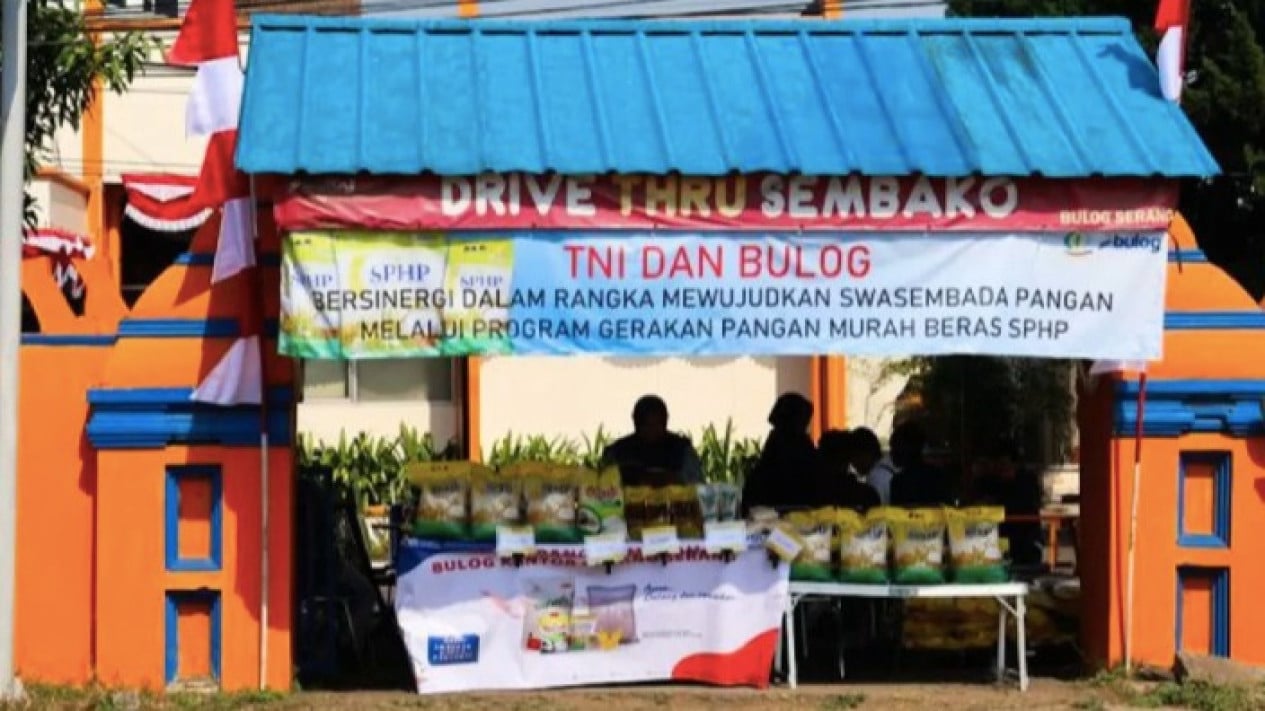 DRIVE THRU SEMBAKO
BULOG SERANG
bulog
SPHP
SPHP
SPHP
TNI DAN BULOG
BERSINERGI DALAM RANGKA MEWUJUDKAN SWASEMBADA PANGAN
MELALUI PROGRAM GERAKAN PANGAN MURAH BERAS SPHP
BULOG KANTOR